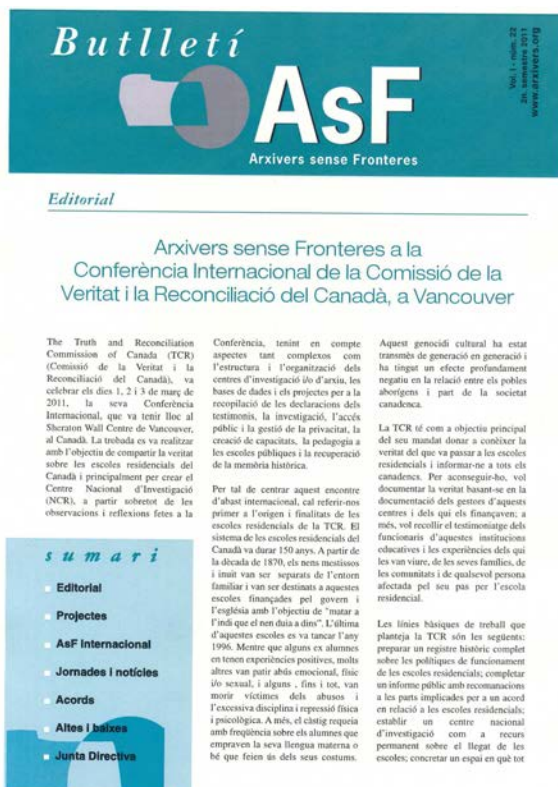 Butlletí
AsF
Arxivers sense Fronteres
Vol. I - núm. 22
2n. semestre 2011
www.arxivers.org
Editorial
Arxivers sense Fronteres a la
Conferència Internacional de la Comissió de la
Veritat i la Reconciliació del Canadà, a Vancouver
The Truth and Reconciliation
Commission of Canada (TCR)
(Comissió de la Veritat i la
Reconciliació del Canadà), va
celebrar els dies 1, 2 i 3 de març de
2011, la seva Conferència
Internacional, que va tenir lloc al
Sheraton Wall Centre de Vancouver,
al Canadà. La trobada es va realitzar
amb l'objectiu de compartir la veritat
sobre les escoles residencials del
Canadà i principalment per crear el
Centre Nacional d'Investigació
(NCR), a partir sobretot de les
observacions i reflexions fetes a la
sumari
Editorial
Projectes
AsF Internacional
Jornades i notícies
Acords
Altes i baixes
Junta Directiva
Conferència, tenint en compte
aspectes tant complexos com
l'estructura i l'organització dels
centres d'investigació i/o d'arxiu, les
bases de dades i els projectes per a la
recopilació de les declaracions dels
testimonis, la investigació, l'accés
públic i la gestió de la privacitat, la
creació de capacitats, la pedagogia a
les escoles públiques i la recuperació
de la memòria històrica.
Per tal de centrar aquest encontre
d'abast internacional, cal referir-nos
primer a l'origen i finalitats de les
escoles residencials de la TCR. El
sistema de les escoles residencials del
Canadà va durar 150 anys. A partir de
la dècada de 1870, els nens mestissos
i inuit van ser separats de l'entorn
familiar i van ser destinats a aquestes
escoles finançades pel govern i
l'església amb l'objectiu de "matar a
l'indi que el nen duia a dins". L'última
d'aquestes escoles es va tancar l'any
1996. Mentre que alguns ex alumnes
en tenen experiències positives, molts
altres van patir abús emocional, físic
i/o sexual, i alguns , fins i tot, van
morir víctimes dels abusos i
l'excessiva disciplina i repressió física
i psicològica. A més, el càstig requeia
amb freqüència sobre els alumnes que
empraven la seva llengua materna o
bé que feien ús dels seus costums.
Aquest genocidi cultural ha estat
transmès de generació en generació i
ha tingut un efecte profundament
negatiu en la relació entre els pobles
aborígens i part de la societat
canadenca.
La TCR té com a objectiu principal
del seu mandat donar a conèixer la
veritat del que va passar a les escoles
residencials i informar-ne a tots els
canadencs. Per aconseguir-ho, vol
documentar la veritat basant-se en la
documentació dels gestors d'aquests
centres i dels qui els finançaven; a
més, vol recollir el testimoniatge dels
funcionaris d'aquestes institucions
educatives i les experiències dels qui
les van viure, de les seves famílies, de
les comunitats i de qualsevol persona
afectada pel seu pas per l'escola
residencial.
Les línies bàsiques de treball que
planteja la TCR són les següents:
preparar un registre històric complet
sobre les polítiques de funcionament
de les escoles residencials; completar
un informe públic amb recomanacions
a les parts implicades per a un acord
en relació a les escoles residencials;
establir un centre nacional
d'investigació com a recurs
permanent sobre el llegat de les
escoles; concretar un espai en què tot